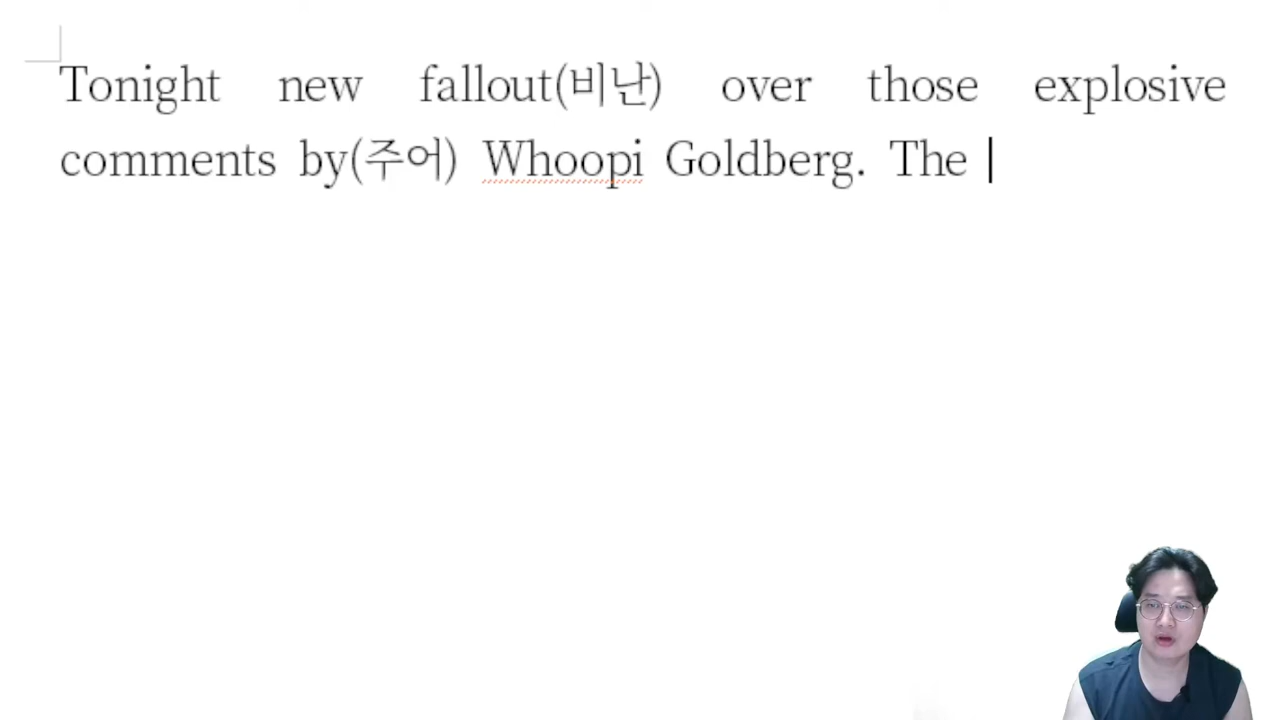 Tonight new fallout(비난) over those explosive
comments by(주어) Whoopi Goldberg. The